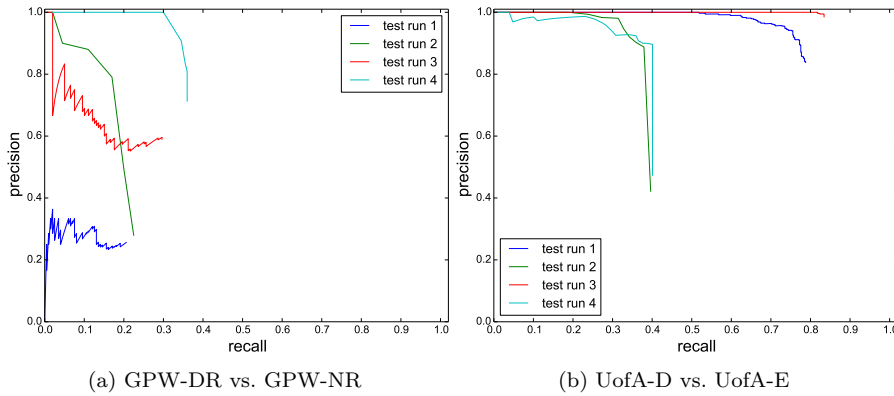 1.0
0.8
0.6
0.4
0.2
0.0
precision
0.0 0.1 0.2 0.3 0.4 0.5 0.6 0.7 0.8 0.9 1.0
recall
test run 1
test run 2
test run 3
test run 4
(a) GPW-DR vs. GPW-NR
1.0
0.8
0.6
0.4
0.2
0.0
precision
0.0 0.1 0.2 0.3 0.4 0.5 0.6 0.7 0.8 0.9 1.0
recall
test run 1
test run 2
test run 3
test run 4
(b) UofA-D vs. UofA-E